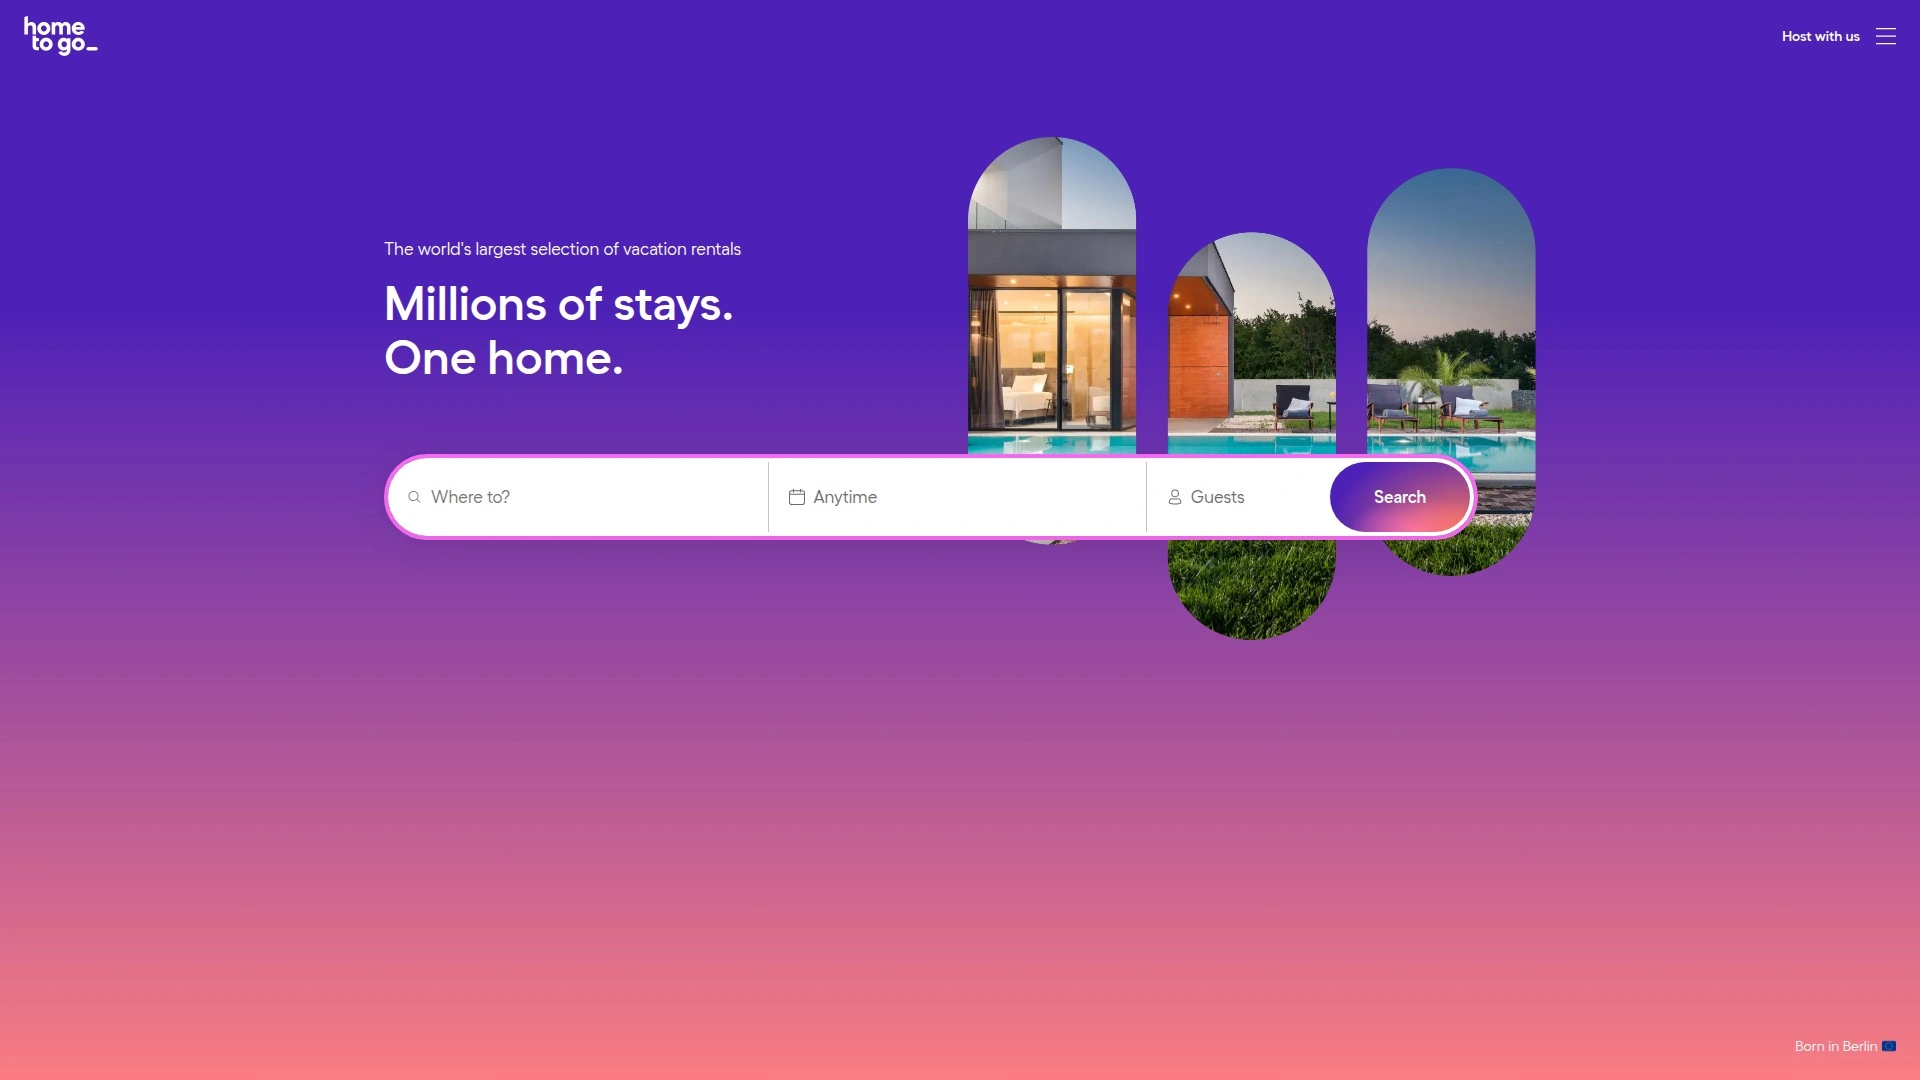 home
to go_
Host with us
The world's largest selection of vacation rentals
Millions of stays.
One home.
Where to?
Anytime
Guests
Search
Born in Berlin